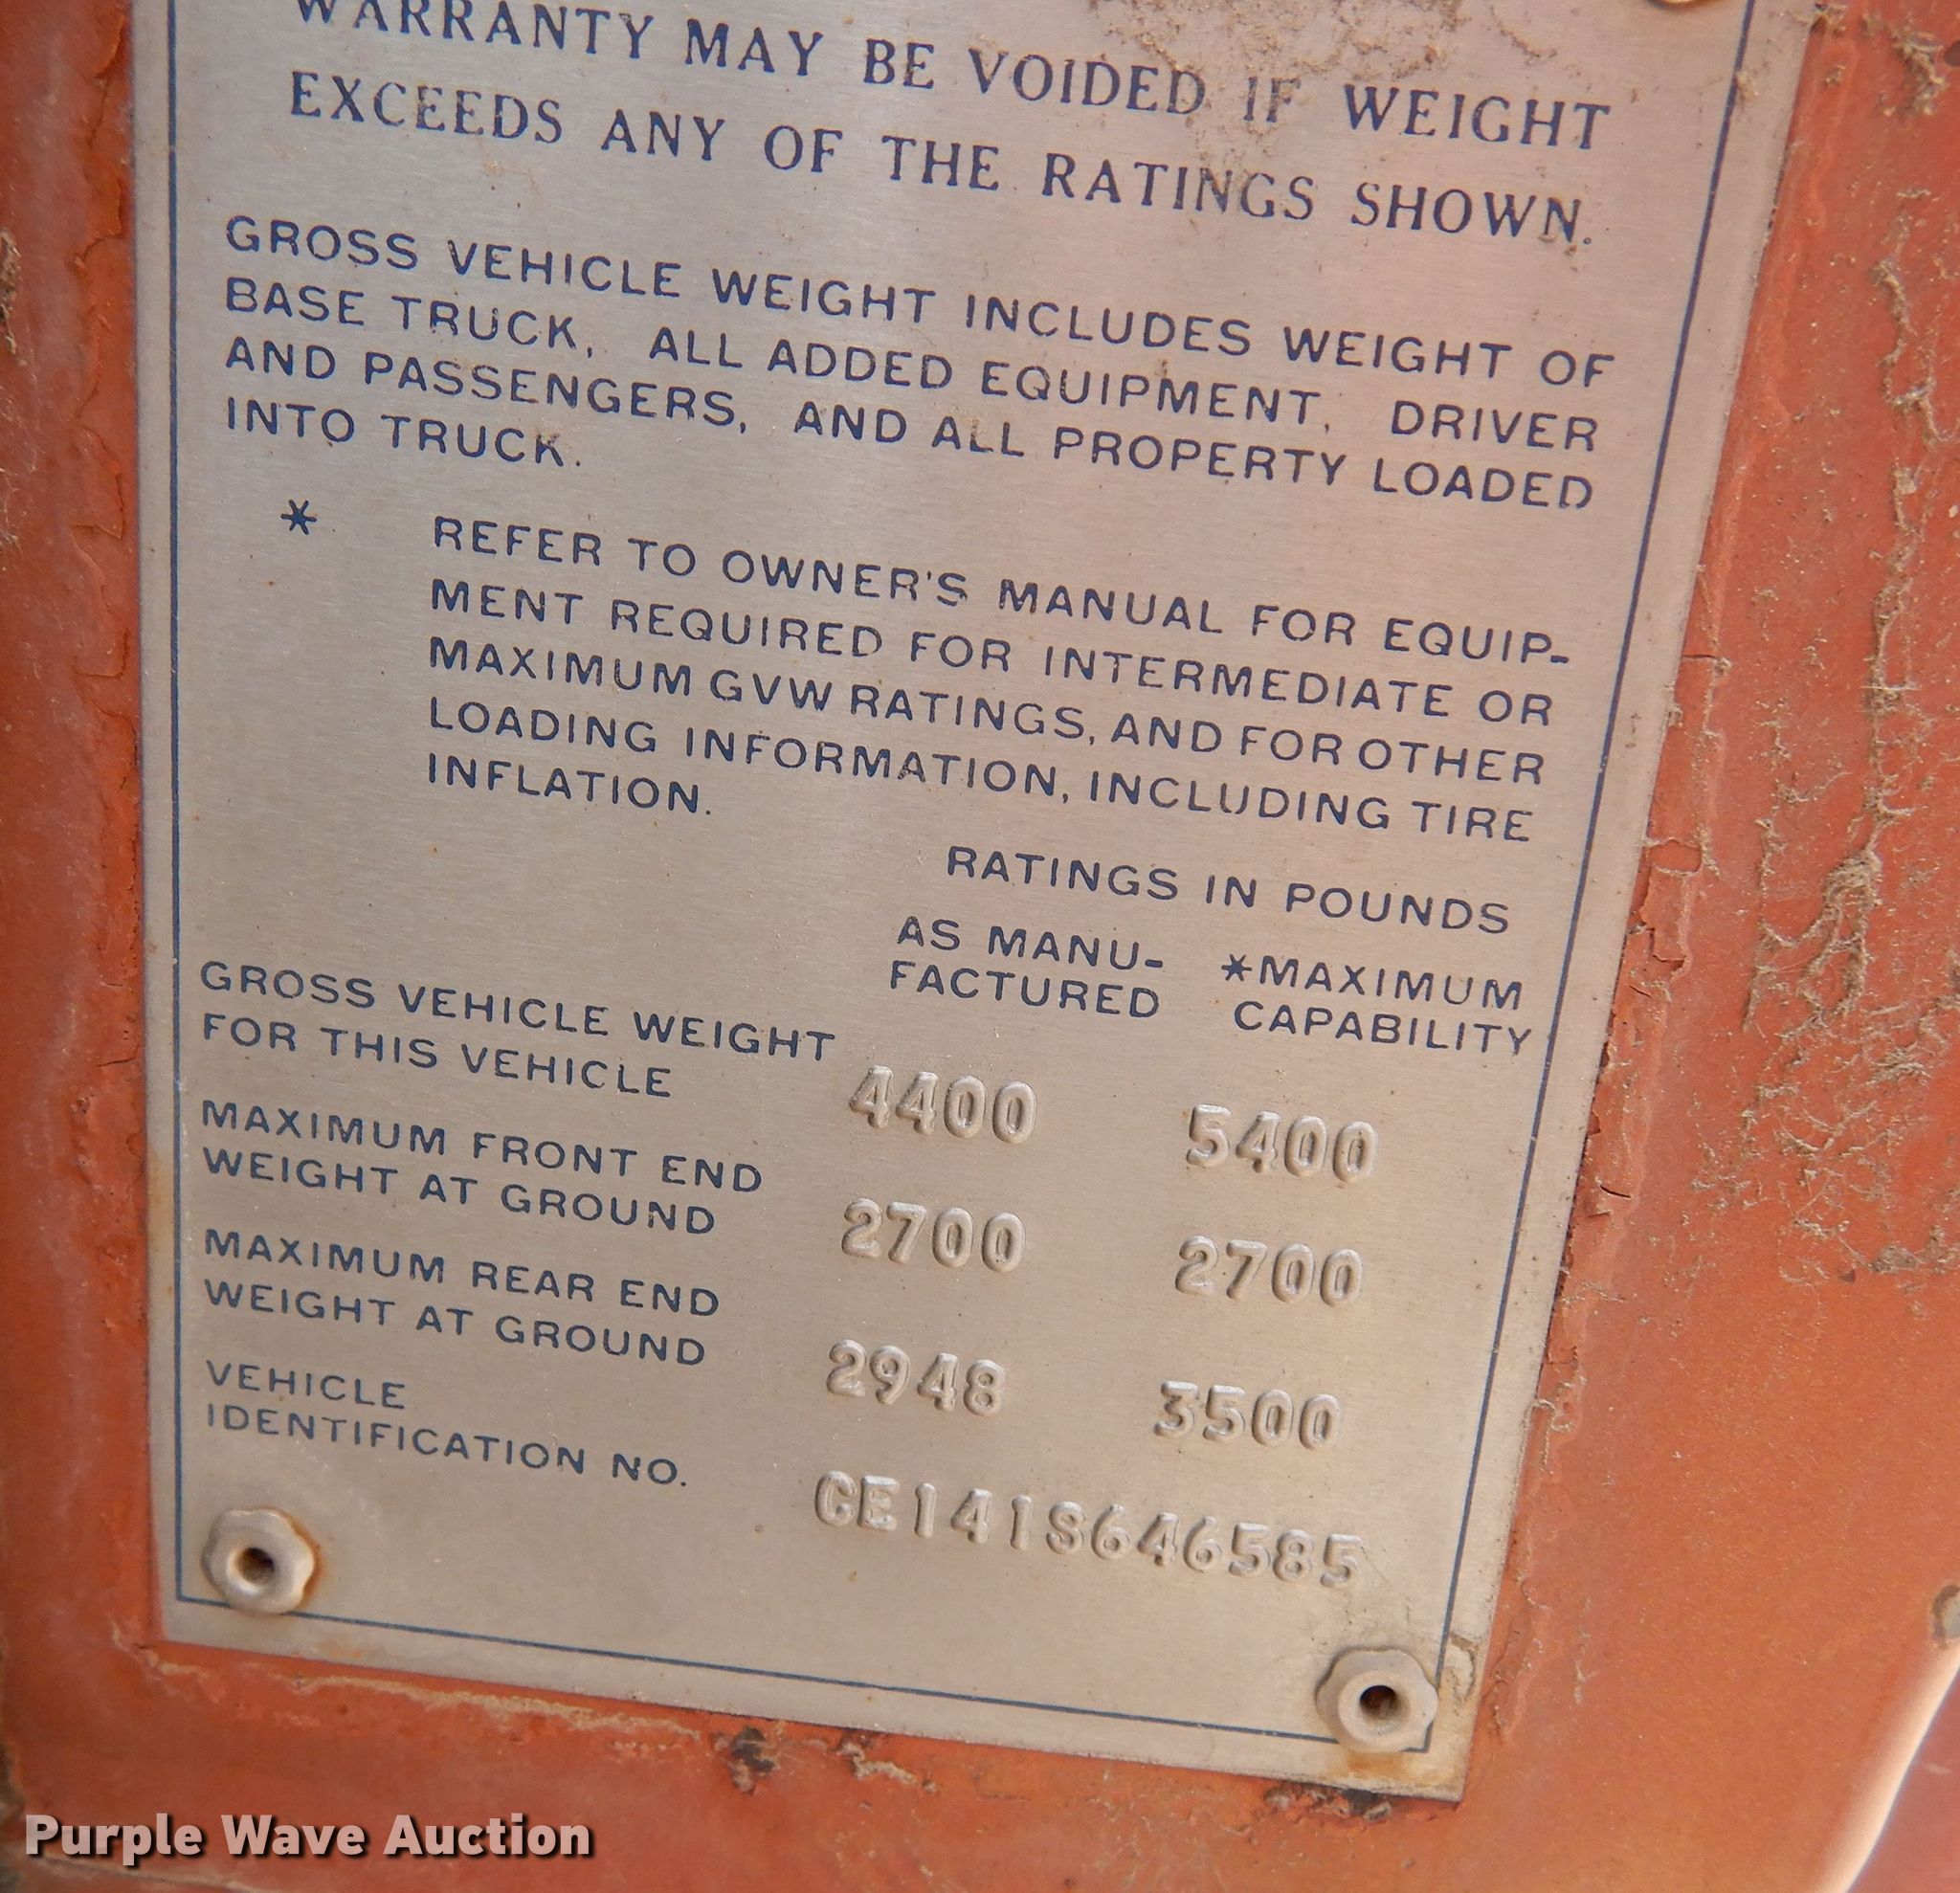 WARRANTY MAY BE VOIDED IF WEIGHT
EXCEEDS ANY OF THE RATINGS SHOWN.
GROSS VEHICLE WEIGHT INCLUDES WEIGHT OF
BASE TRUCK, ALL ADDED EQUIPMENT, DRIVER
AND PASSENGERS, AND ALL PROPERTY LOADED
INTO TRUCK.
* REFER TO OWNER'S MANUAL FOR EQUIP-
MENT REQUIRED FOR INTERMEDIATE OR
MAXIMUM GVW RATINGS, AND FOR OTHER
LOADING INFORMATION, INCLUDING TIRE
INFLATION.
RATINGS IN POUNDS
AS MANU-
FACTURED
*MAXIMUM
CAPABILITY
GROSS VEHICLE WEIGHT
FOR THIS VEHICLE 4400 5400
MAXIMUM FRONT END
WEIGHT AT GROUND 2700 2700
MAXIMUM REAR END
WEIGHT AT GROUND 2948 3500
VEHICLE
IDENTIFICATION NO. CE141S646585
Purple Wave Auction